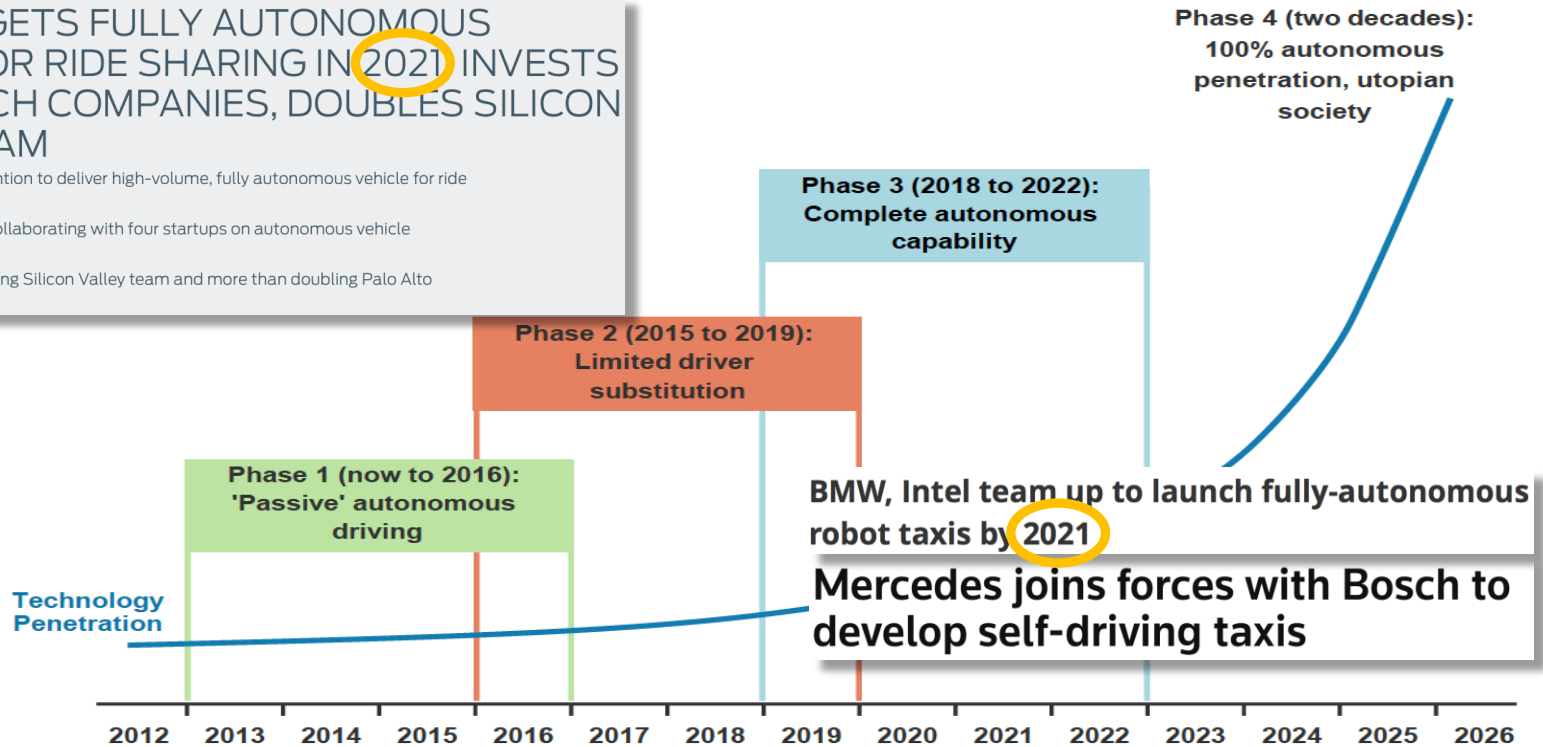 GETS FULLY AUTONOMOUS
OR RIDE SHARING IN 2021, INVESTS
CH COMPANIES, DOUBLES SILICON
AM
ntion to deliver high-volume, fully autonomous vehicle for ride
ollaborating with four startups on autonomous vehicle
ng Silicon Valley team and more than doubling Palo Alto
Phase 4 (two decades):
100% autonomous
penetration, utopian
society
Phase 3 (2018 to 2022):
Complete autonomous
capability
Phase 2 (2015 to 2019):
Limited driver
substitution
Phase 1 (now to 2016):
'Passive' autonomous
driving
BMW, Intel team up to launch fully-autonomous
robot taxis by 2021
Mercedes joins forces with Bosch to
develop self-driving taxis
Technology
Penetration
2012 2013 2014 2015 2016 2017 2018 2019 2020 2021 2022 2023 2024 2025 2026